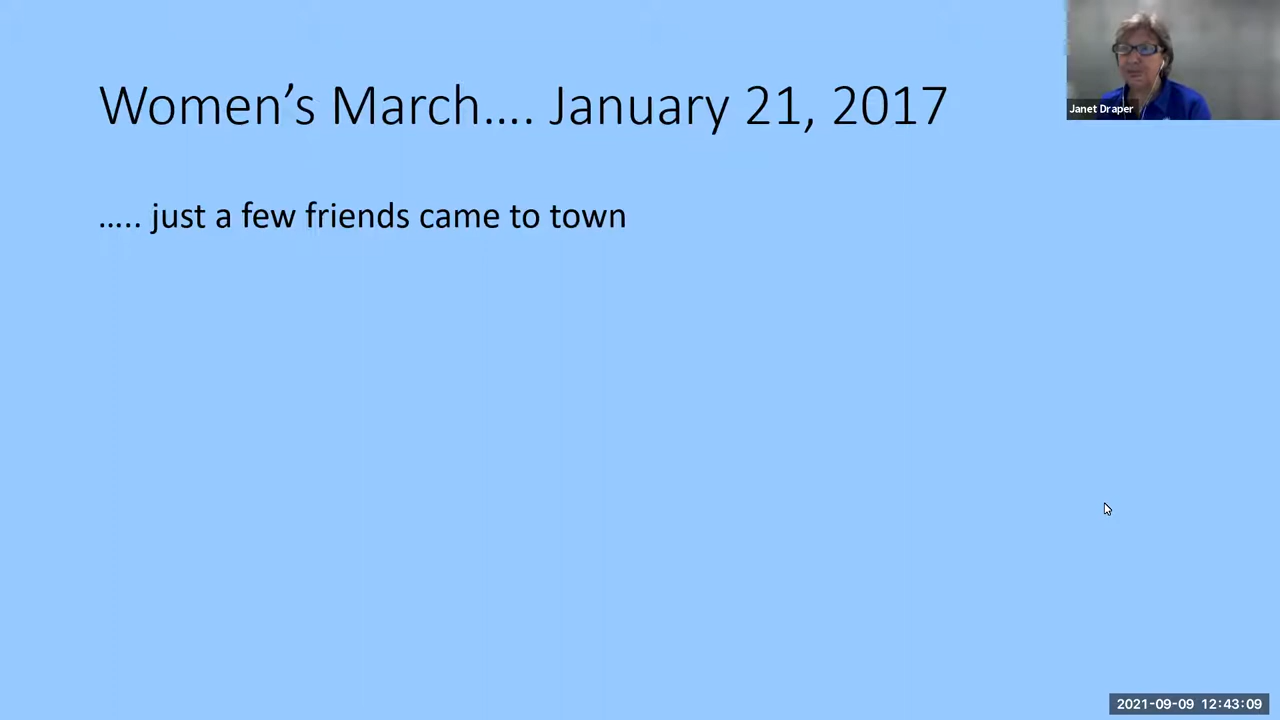 Women’s March…. January 21, 2017
….. just a few friends came to town
Janet Draper
2021-09-09 12:43:09